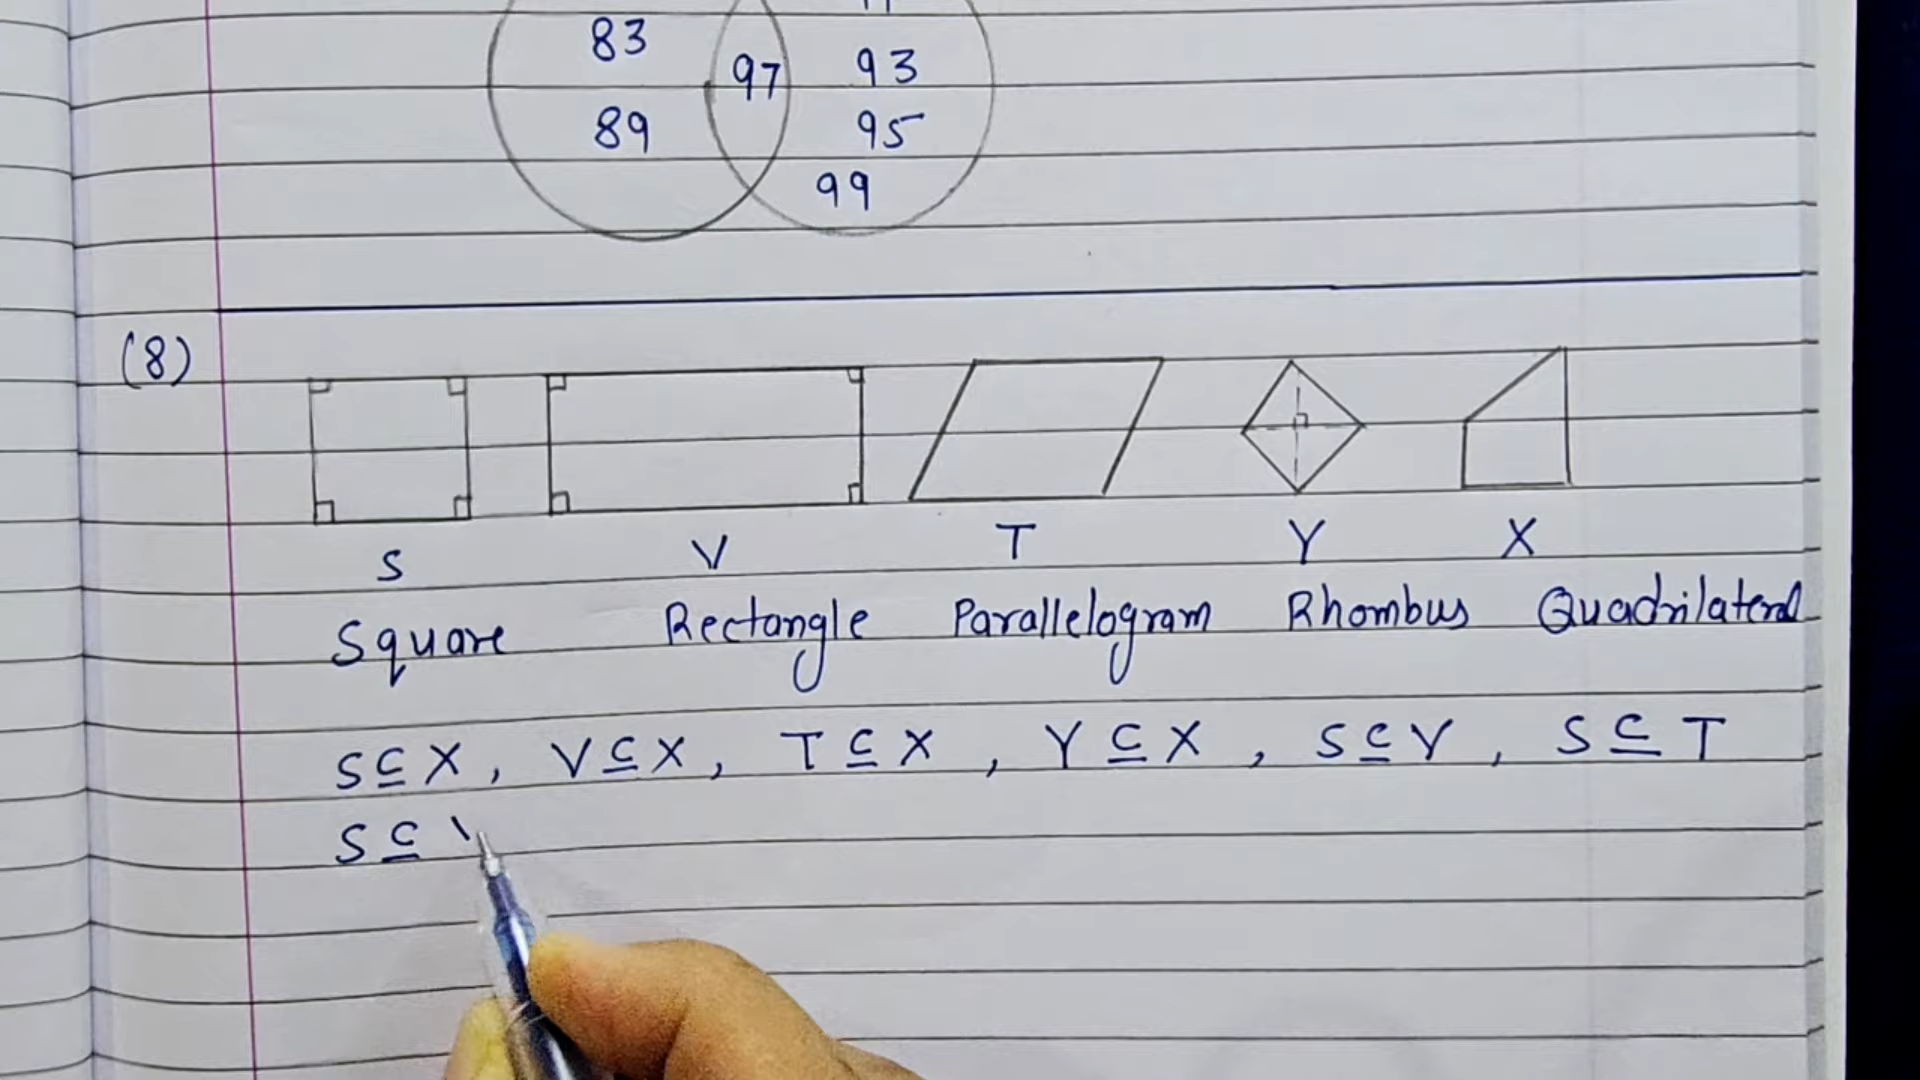 83
97
93
89
95
99
(8)
S V T Y X
Square Rectangle Parallelogram Rhombus Quadrilateral
S ⊆ X, V ⊆ X, T ⊆ X, Y ⊆ X, S ⊆ V, S ⊆ T
S ⊆